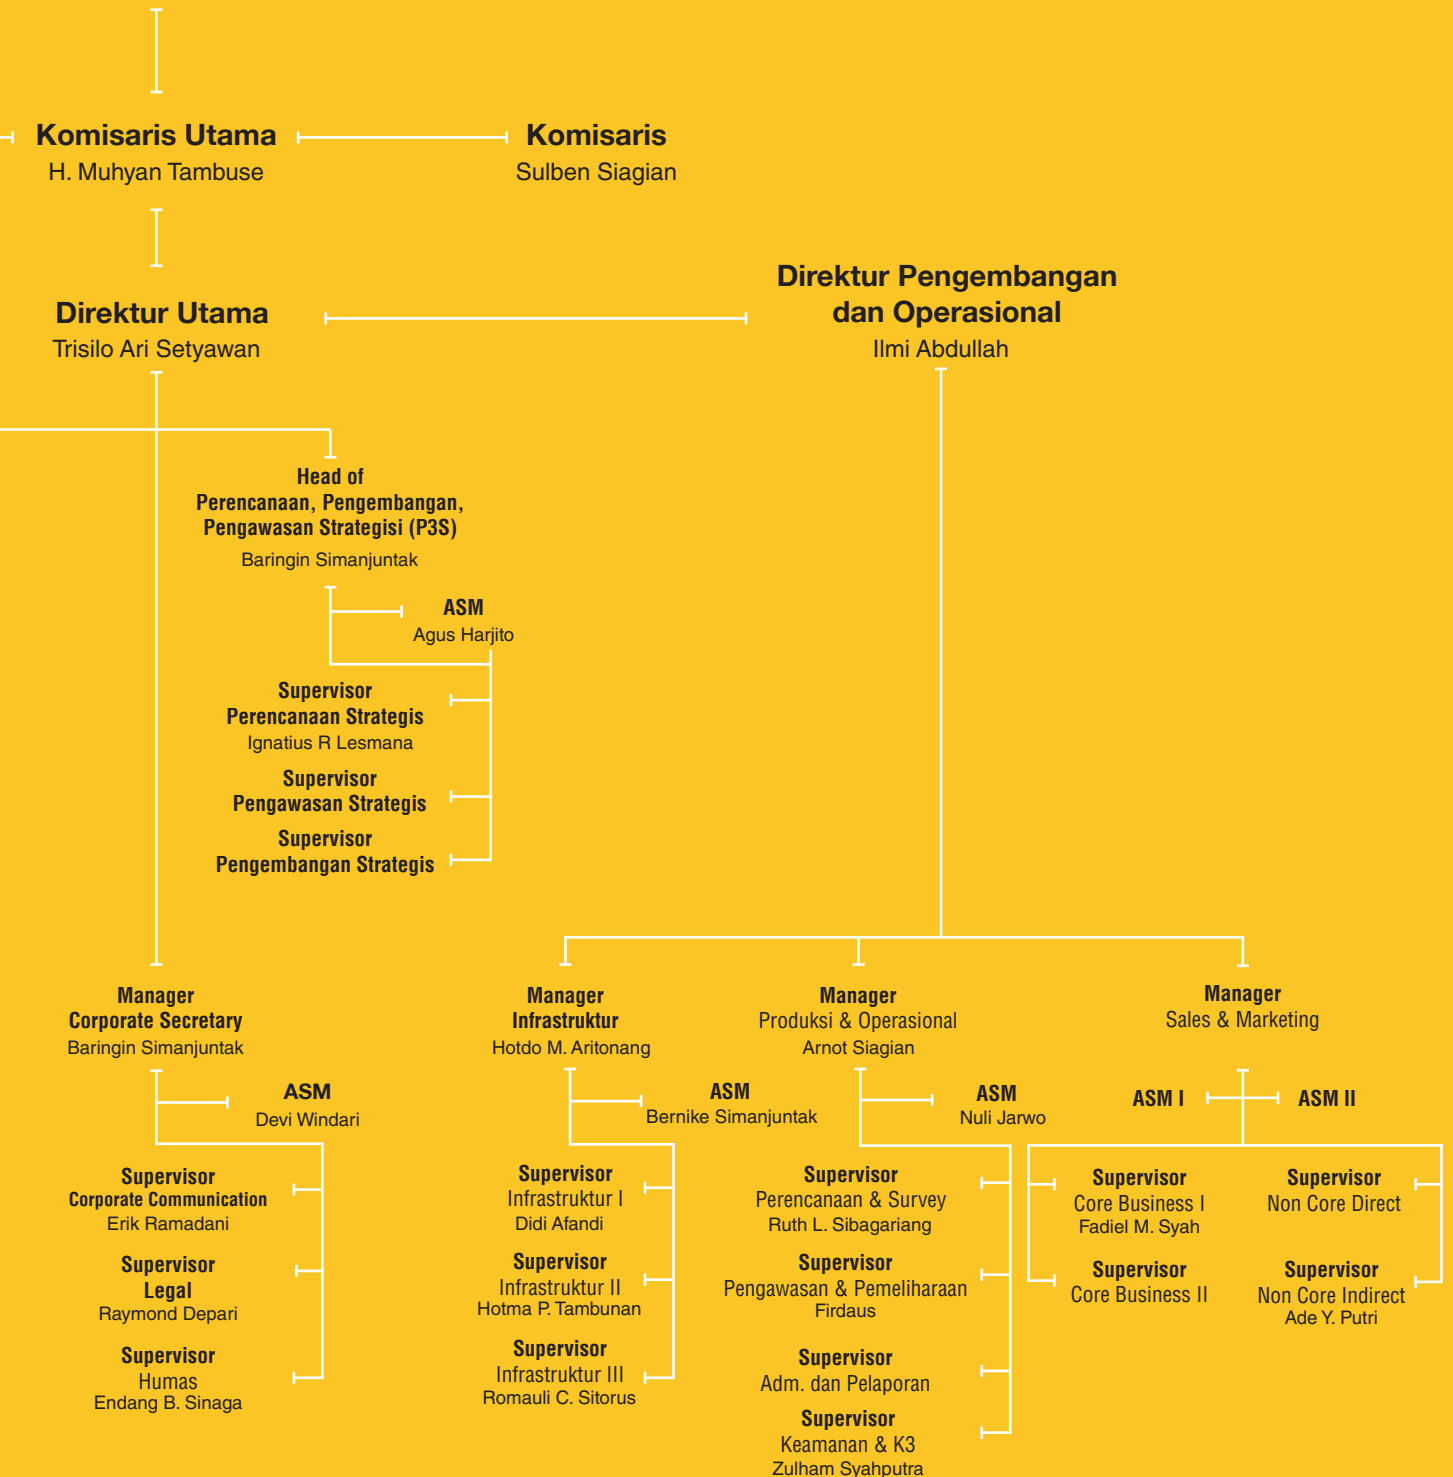 Komisaris Utama
H. Muhyan Tambuse
Komisaris
Sulben Siagian
Direktur Utama
Trisilo Ari Setyawan
Direktur Pengembangan
dan Operasional
Ilmi Abdullah
Head of
Perencanaan, Pengembangan,
Pengawasan Strategisi (P3S)
Baringin Simanjuntak
ASM
Agus Harjito
Supervisor
Perencanaan Strategis
Ignatius R Lesmana
Supervisor
Pengawasan Strategis
Supervisor
Pengembangan Strategis
Manager
Corporate Secretary
Baringin Simanjuntak
ASM
Devi Windari
Supervisor
Corporate Communication
Erik Ramadani
Supervisor
Legal
Raymond Depari
Supervisor
Humas
Endang B. Sinaga
Manager
Infrastruktur
Hotdo M. Aritonang
ASM
Bernike Simanjuntak
Supervisor
Infrastruktur I
Didi Afandi
Supervisor
Infrastruktur II
Hotma P. Tambunan
Supervisor
Infrastruktur III
Romauli C. Sitorus
Manager
Produksi & Operasional
Arnot Siagian
ASM
Nuli Jarwo
Supervisor
Perencanaan & Survey
Ruth L. Sibagariang
Supervisor
Pengawasan & Pemeliharaan
Firdaus
Supervisor
Adm. dan Pelaporan
Supervisor
Keamanan & K3
Zulham Syahputra
Manager
Sales & Marketing
ASM I
ASM II
Supervisor
Core Business I
Fadiel M. Syah
Supervisor
Core Business II
Supervisor
Non Core Direct
Supervisor
Non Core Indirect
Ade Y. Putri